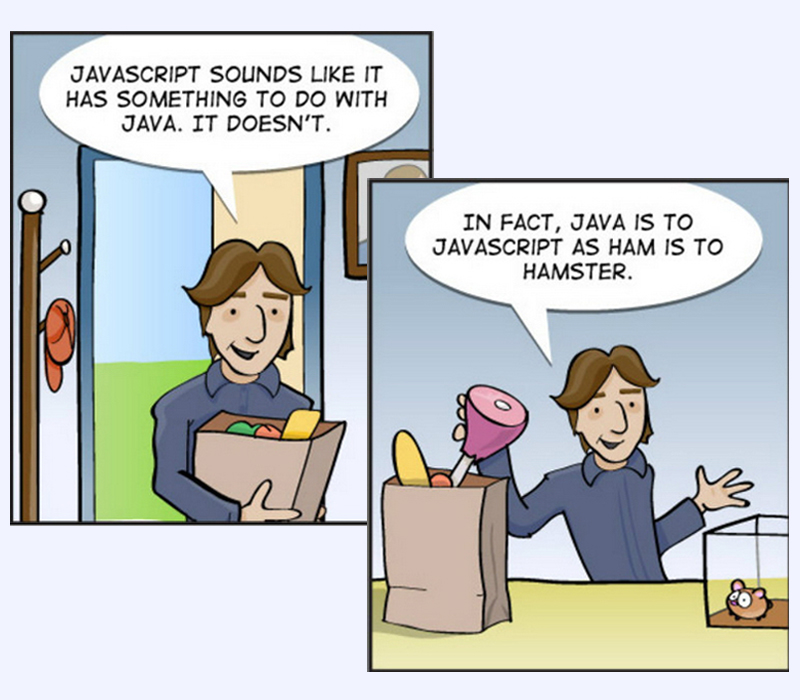 JAVASCRIPT SOUNDS LIKE IT
HAS SOMETHING TO DO WITH
JAVA. IT DOESN'T.
IN FACT, JAVA IS TO
JAVASCRIPT AS HAM IS TO
HAMSTER.